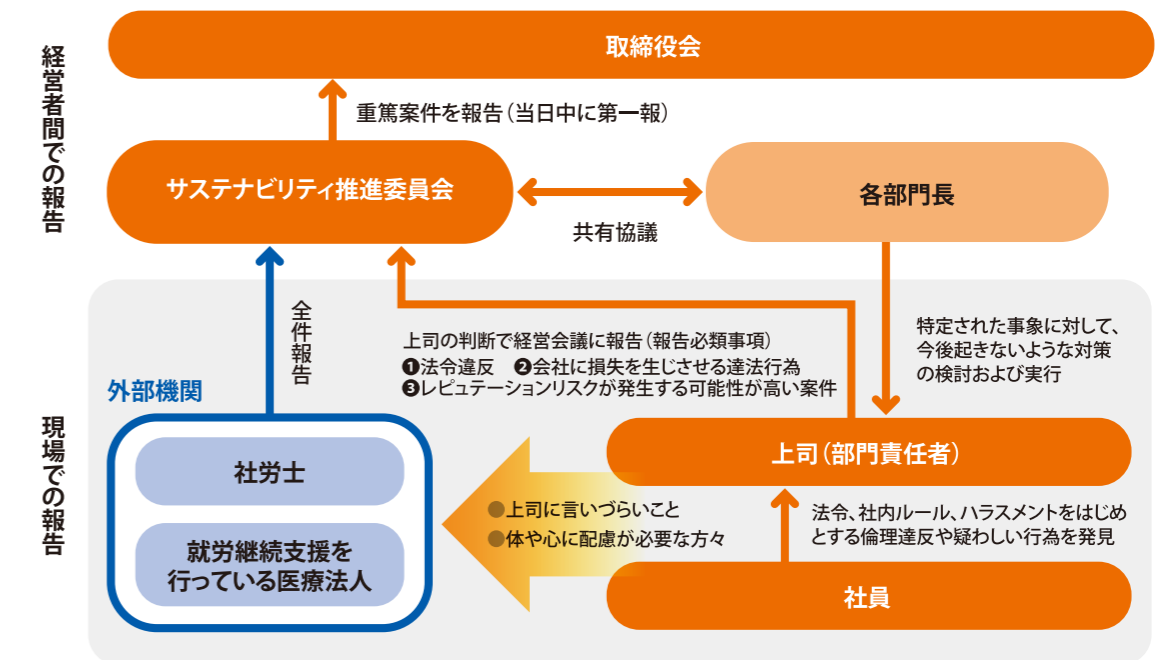 経営者間での報告
取締役会
重篤案件を報告（当日中に第一報）
サステナビリティ推進委員会
各部門長
共有協議
全件報告
上司の判断で経営会議に報告（報告必類事項）
❶法令違反　❷会社に損失を生じさせる達法行為
❸レピュテーションリスクが発生する可能性が高い案件
特定された事象に対して、
今後起きないような対策
の検討および実行
外部機関
現場での報告
社労士
就労継続支援を
行っている医療法人
●上司に言いづらいこと
●体や心に配慮が必要な方々
上司（部門責任者）
法令、社内ルール、ハラスメントをはじめ
とする倫理達反や疑わしい行為を発見
社員